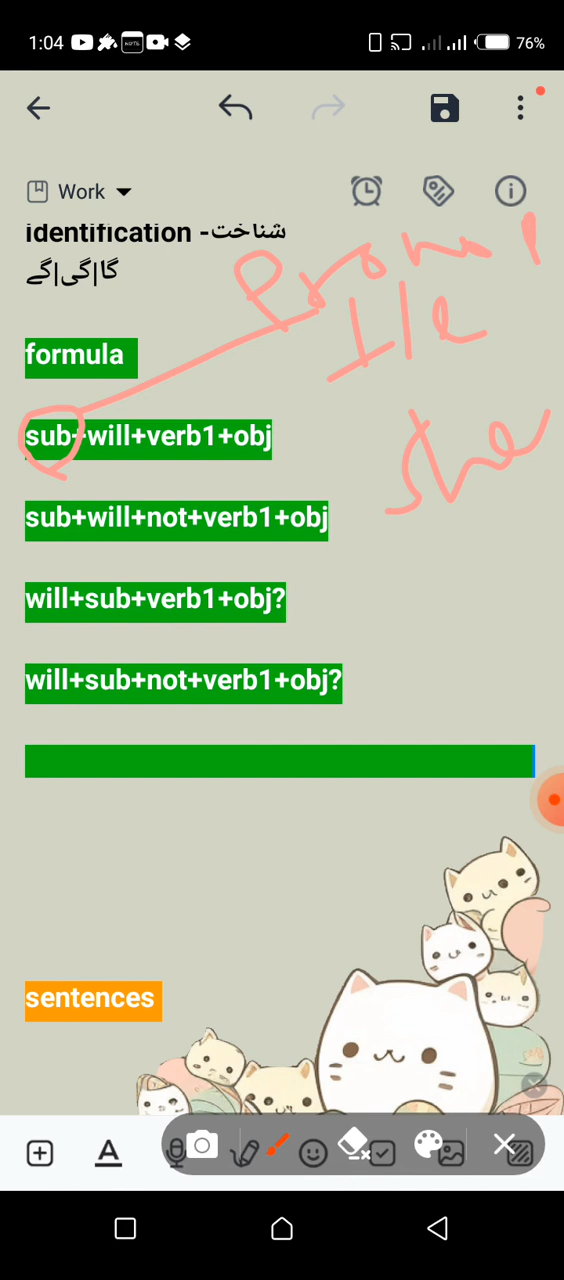 1:04 76%
Work
identification -شناخت
گا|گی|گے
formula
sub+will+verb1+obj
sub+will+not+verb1+obj
will+sub+verb1+obj?
will+sub+not+verb1+obj?
She
sentences
A